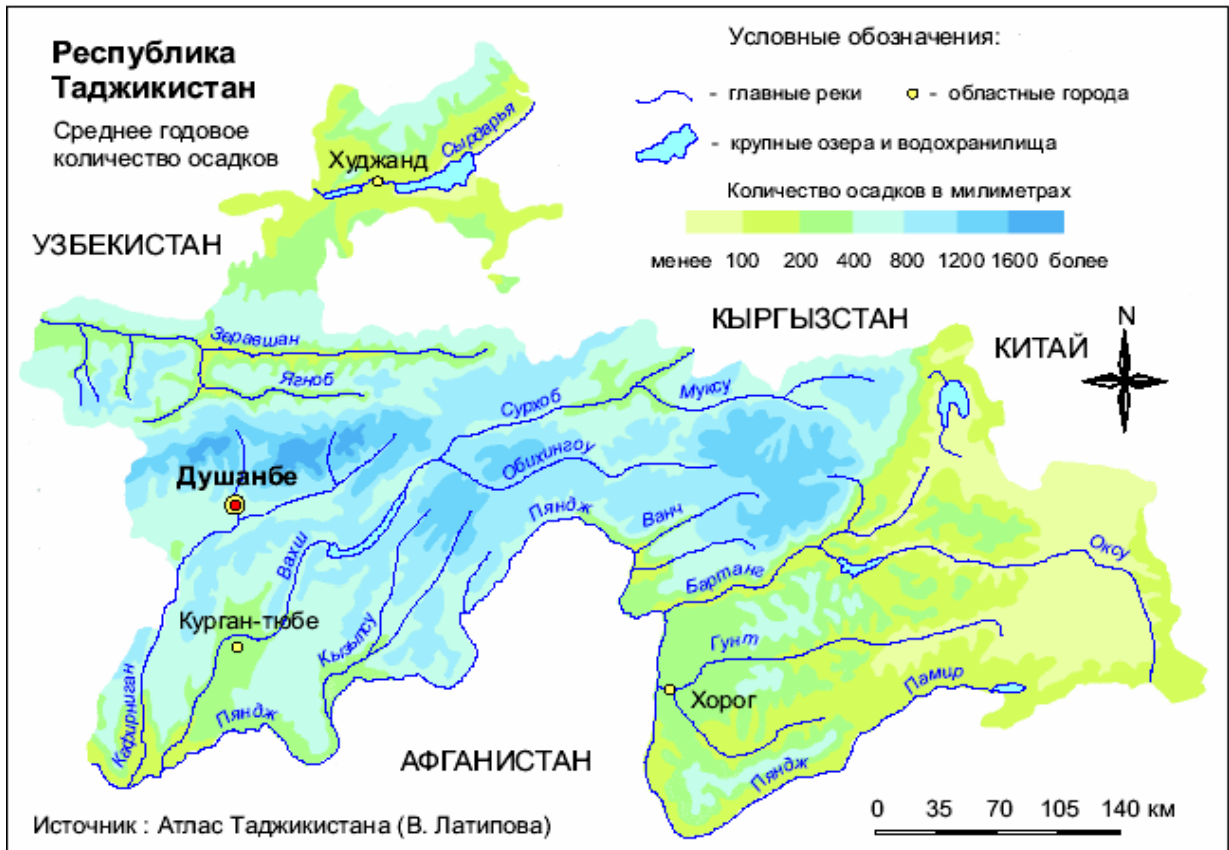 Республика
Таджикистан
Среднее годовое
количество осадков
Условные обозначения:
- главные реки
- областные города
- крупные озера и водохранилища
Количество осадков в милиметрах
менее 100 200 400 800 1200 1600 более
Сырдарья
Худжанд
УЗБЕКИСТАН
КЫРГЫЗСТАН
N
КИТАЙ
Зеравшан
Ягноб
Сурхоб
Муксу
Обихингоу
Душанбе
Пяндж
Ванч
Вахш
Бартанг
Оксу
Курган-тюбе
Кызылсу
Гунт
Хорог
Памир
Кафирниган
Пяндж
АФГАНИСТАН
Пяндж
0 35 70 105 140 км
Источник : Атлас Таджикистана (В. Латипова)